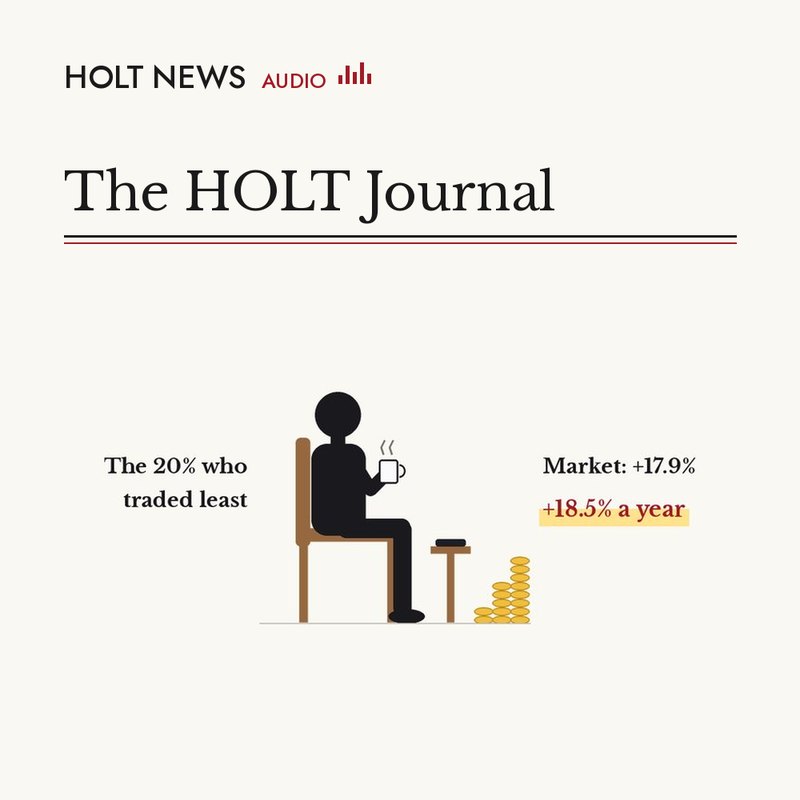 HOLT NEWS AUDIO
The HOLT Journal
The 20% who
traded least
Market: +17.9%
+18.5% a year